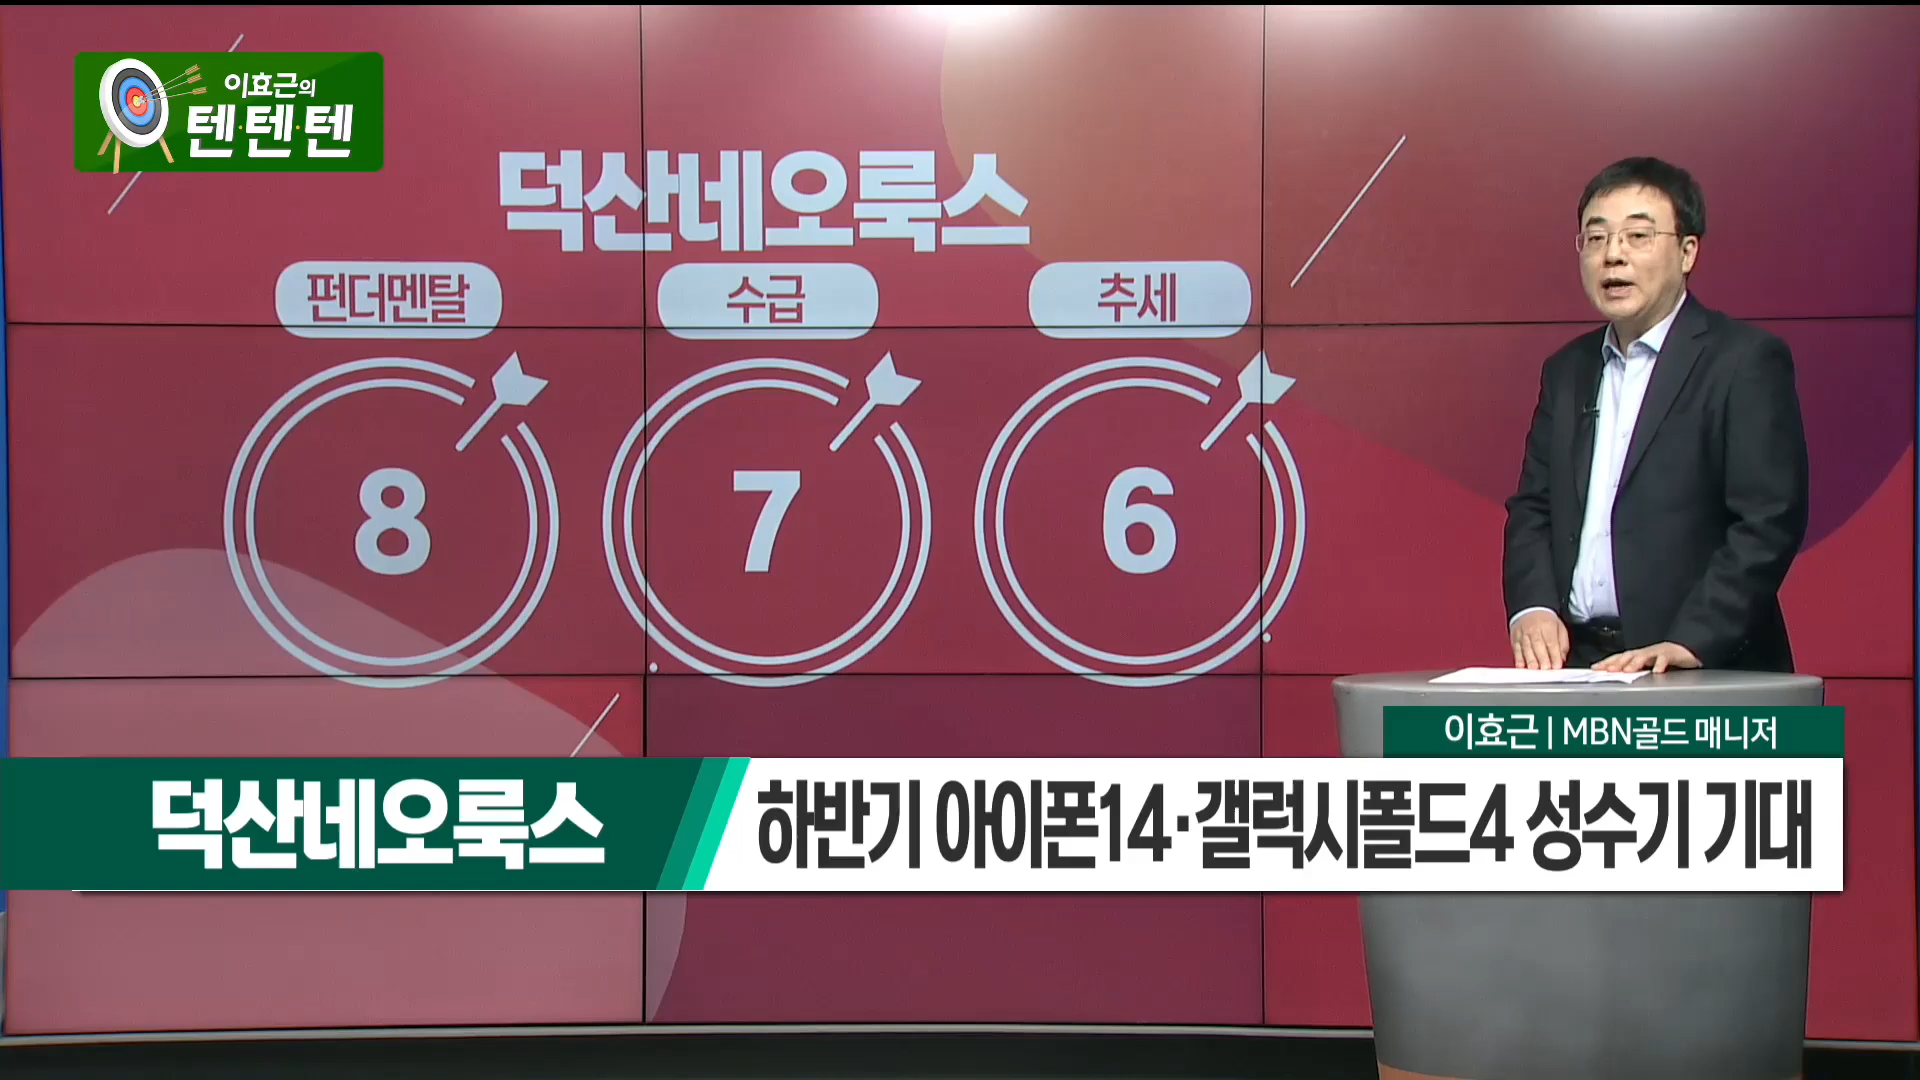 이효근의
텐·텐·텐
덕산네오룩스
펀더멘탈 수급 추세
8 7 6
이효근 | MBN골드 매니저
덕산네오룩스 하반기 아이폰14·갤럭시폴드4 성수기 기대